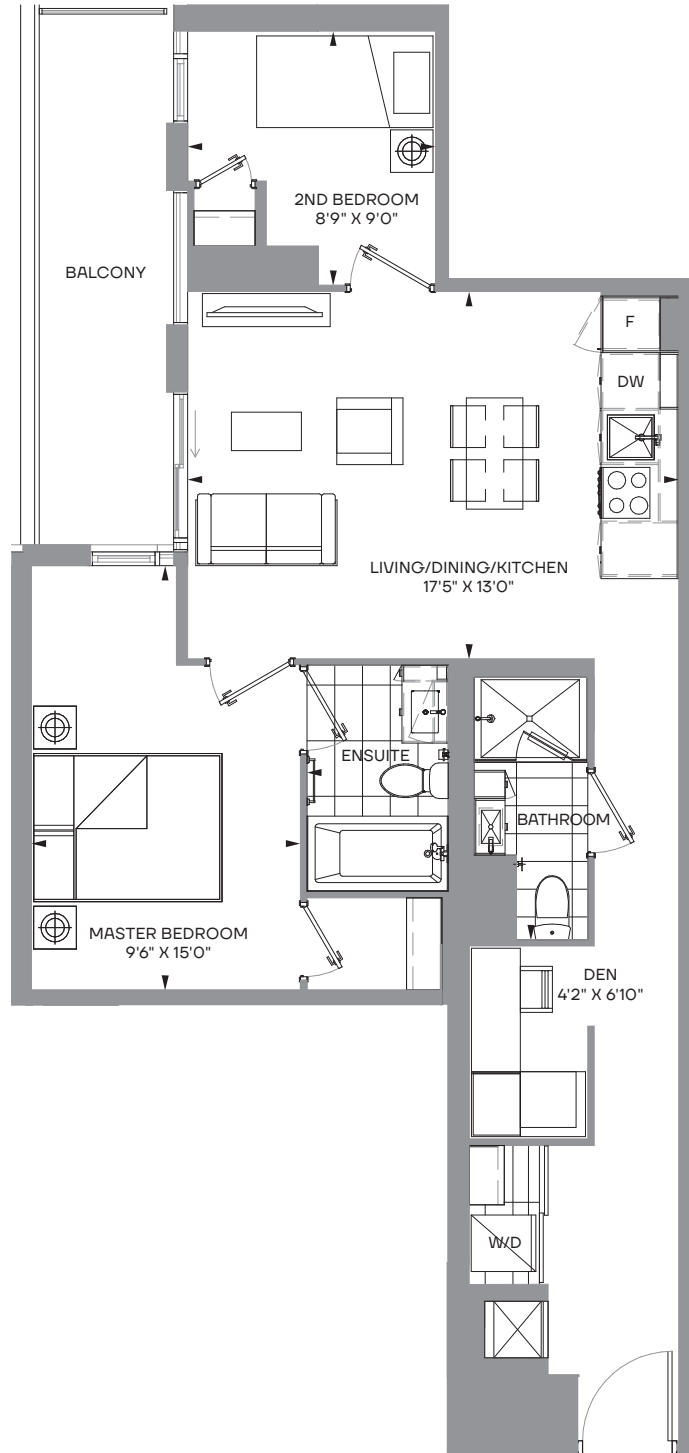 2ND BEDROOM
8'9" X 9'0"
BALCONY
F
DW
LIVING/DINING/KITCHEN
17'5" X 13'0"
ENSUITE
BATHROOM
MASTER BEDROOM
9'6" X 15'0"
DEN
4'2" X 6'10"
W/D